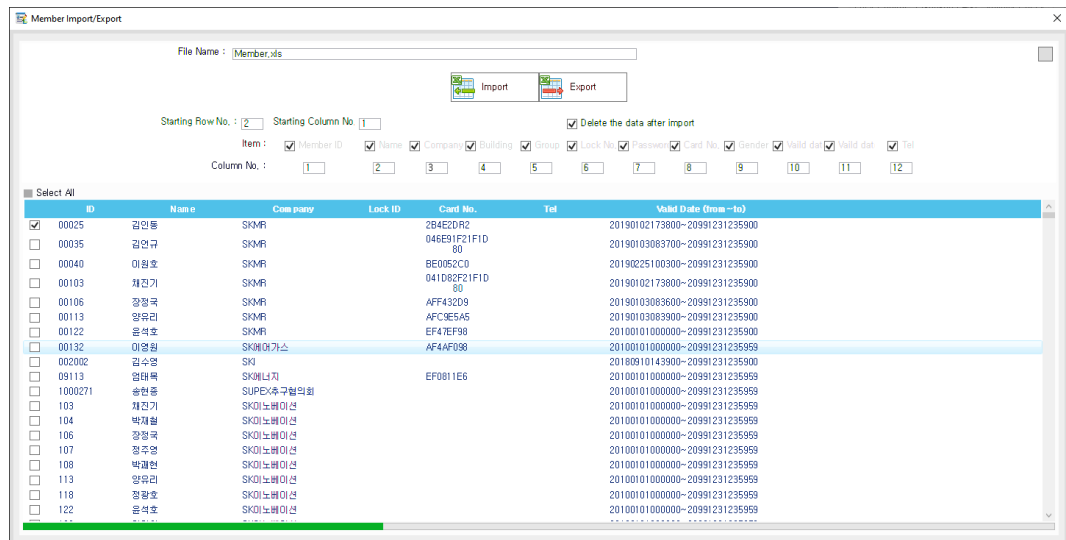 Member Import/Export
File Name : Member.xls
Import Export
Starting Row No. : 2 Starting Column No 1 Delete the data after import
Item : Member ID Name Company Building Group Lock No. Passwor Card No. Gender Vaild dat Valid dat Tel
Column No. : 1 2 3 4 5 6 7 8 9 10 11 12
Select All
ID Name Company Lock ID Card No. Tel Valid Date (from~to)
00025 김인동 SKMR 2B4E2DR2 20190102173800~20991231235900
00035 김언규 SKMR 046E91F21F1D 20190103083700~20991231235900
80
00040 이원호 SKMR BE0052C0 20190225100300~20991231235900
00103 채진기 SKMR 041D82F21F1D 20190102173800~20991231235900
80
00106 장정국 SKMR AFF432D9 20190103083600~20991231235900
00113 양유리 SKMR AFC9E5A5 20190103083900~20991231235900
00122 윤석호 SKMR EF47EF98 20100101000000~20991231235900
00132 이영원 SK에어가스 AF4AF098 20100101000000~20991231235959
002002 김수영 SKI 20180910143900~20991231235900
09113 엄태욱 SK에너지 EF0811E6 20100101000000~20991231235959
1000271 송현종 SUPEX추구협의회 20100101000000~20991231235959
103 채진기 SK이노베이션 20100101000000~20991231235959
104 박재철 SK이노베이션 20100101000000~20991231235959
106 장정국 SK이노베이션 20100101000000~20991231235959
107 정주영 SK이노베이션 20100101000000~20991231235959
108 박괘현 SK이노베이션 20100101000000~20991231235959
113 양유리 SK이노베이션 20100101000000~20991231235959
118 정광호 SK이노베이션 20100101000000~20991231235959
122 윤석호 SK이노베이션 20100101000000~20991231235959